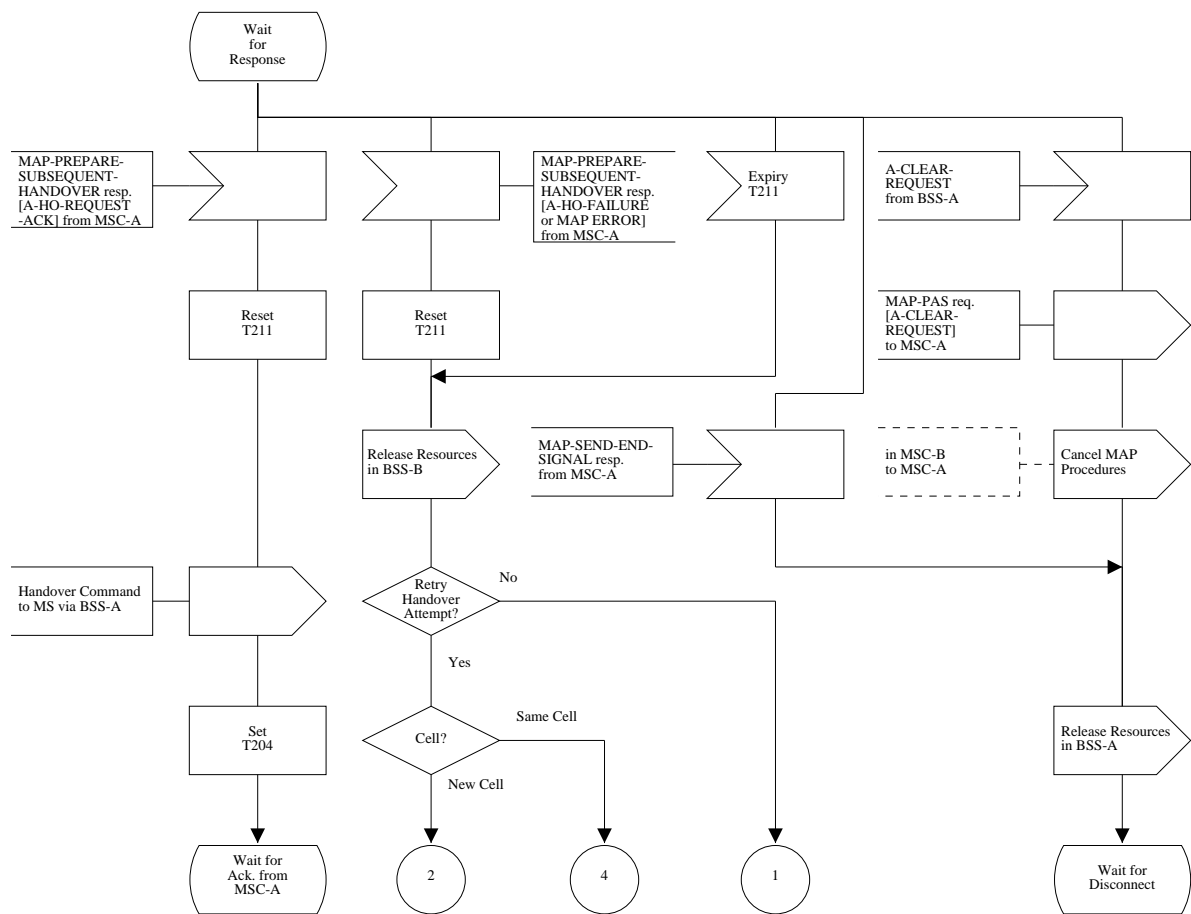 Wait
for
Response
MAP-PREPARE-
SUBSEQUENT-
HANDOVER resp.
[A-HO-REQUEST
-ACK] from MSC-A
MAP-PREPARE-
SUBSEQUENT-
HANDOVER resp.
[A-HO-FAILURE
or MAP ERROR]
from MSC-A
Expiry
T211
A-CLEAR-
REQUEST
from BSS-A
Reset
T211
Reset
T211
MAP-PAS req.
[A-CLEAR-
REQUEST]
to MSC-A
Release Resources
in BSS-B
MAP-SEND-END-
SIGNAL resp.
from MSC-A
in MSC-B
to MSC-A
Cancel MAP
Procedures
Handover Command
to MS via BSS-A
Retry
Handover
Attempt?
No
Yes
Set
T204
Cell?
Same Cell
New Cell
Release Resources
in BSS-A
Wait for
Ack. from
MSC-A
2
4
1
Wait for
Disconnect